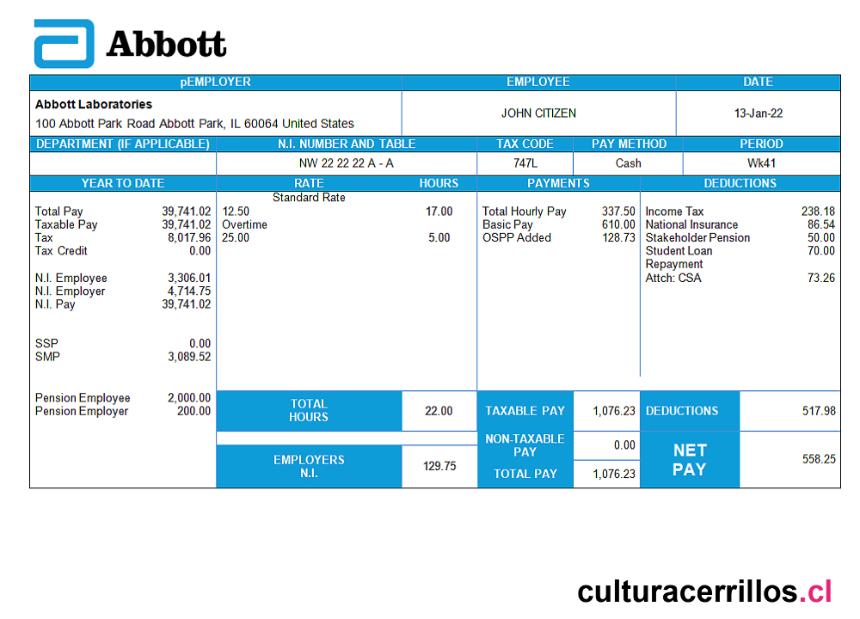 Abbott
pEMPLOYER EMPLOYEE DATE
Abbott Laboratories
100 Abbott Park Road Abbott Park, IL 60064 United States
JOHN CITIZEN 13-Jan-22
DEPARTMENT (IF APPLICABLE) N.I. NUMBER AND TABLE TAX CODE PAY METHOD PERIOD
NW 22 22 22 A - A 747L Cash Wk41
YEAR TO DATE RATE HOURS PAYMENTS DEDUCTIONS
Standard Rate
Total Pay 39,741.02 12.50 17.00 Total Hourly Pay 337.50 Income Tax 238.18
Taxable Pay 39,741.02 Overtime Basic Pay 610.00 National Insurance 86.54
Tax 8,017.96 25.00 5.00 OSPP Added 128.73 Stakeholder Pension 50.00
Tax Credit 0.00 Student Loan 70.00
Repayment
N.I. Employee 3,306.01 Attch: CSA 73.26
N.I. Employer 4,714.75
N.I. Pay 39,741.02
SSP 0.00
SMP 3,089.52
Pension Employee 2,000.00
Pension Employer 200.00
TOTAL
HOURS
22.00 TAXABLE PAY 1,076.23 DEDUCTIONS 517.98
NON-TAXABLE
PAY
0.00
EMPLOYERS
N.I.
129.75 TOTAL PAY 1,076.23
NET
PAY
558.25
culturacerrillos.cl